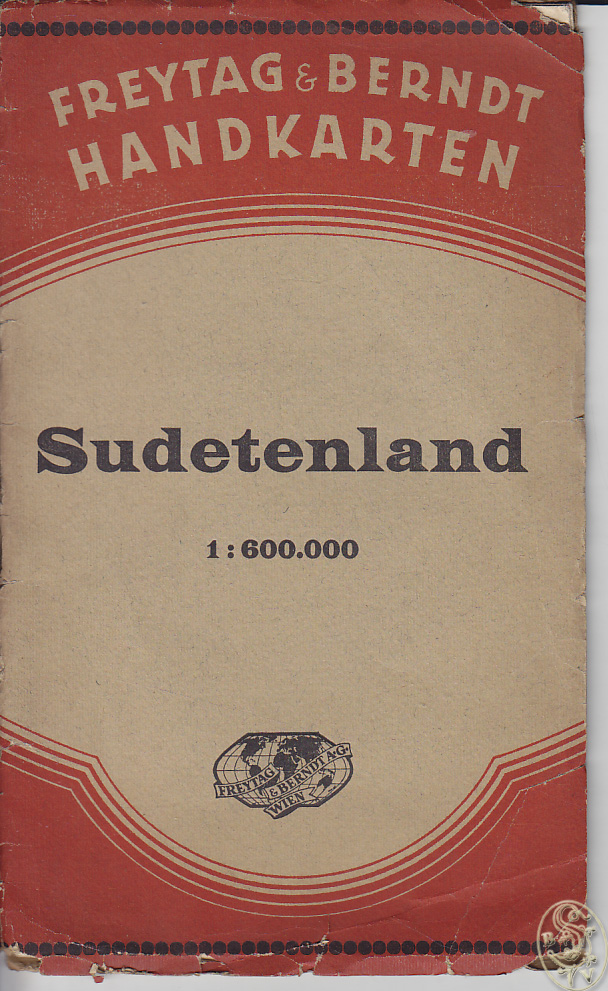 FREYTAG & BERNDT
HANDKARTEN
Sudetenland
1:600.000
FREYTAG
& BERNDT A·G·
WIEN